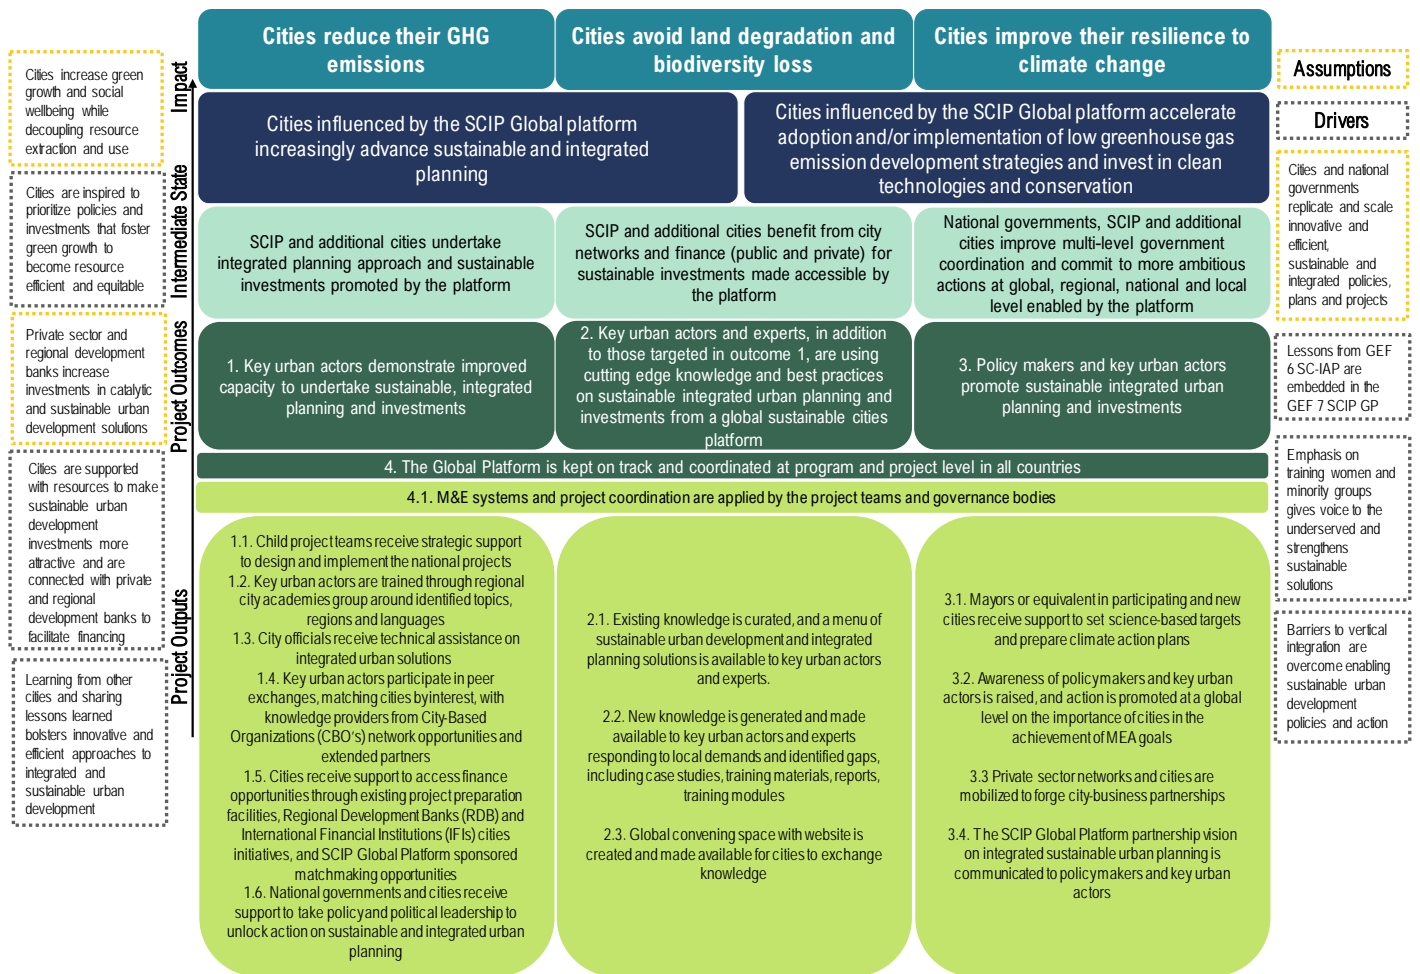 Cities reduce their GHG
emissions
Cities avoid land degradation and
biodiversity loss
Cities improve their resilience to
climate change
Cities influenced by the SCIP Global platform
increasingly advance sustainable and integrated
planning
Cities influenced by the SCIP Global platform accelerate
adoption and/or implementation of low greenhouse gas
emission development strategies and invest in clean
technologies and conservation
SCIP and additional cities undertake
integrated planning approach and sustainable
investments promoted by the platform
SCIP and additional cities benefit from city
networks and finance (public and private) for
sustainable investments made accessible by
the platform
National governments, SCIP and additional
cities improve multi-level government
coordination and commit to more ambitious
actions at global, regional, national and local
level enabled by the platform
1. Key urban actors demonstrate improved
capacity to undertake sustainable, integrated
planning and investments
2. Key urban actors and experts, in addition
to those targeted in outcome 1, are using
cutting edge knowledge and best practices
on sustainable integrated urban planning and
investments from a global sustainable cities
platform
3. Policy makers and key urban actors
promote sustainable integrated urban
planning and investments
4. The Global Platform is kept on track and coordinated at program and project level in all countries
4.1. M&E systems and project coordination are applied by the project teams and governance bodies
1.1. Child project teams receive strategic support
to design and implement the national projects
1.2. Key urban actors are trained through regional
city academies group around identified topics,
regions and languages
1.3. City officials receive technical assistance on
integrated urban solutions
1.4. Key urban actors participate in peer
exchanges, matching cities byinterest, with
knowledge providers from City-Based
Organizations (CBO's) network opportunities and
extended partners
1.5. Cities receive support to access finance
opportunities through existing project preparation
facilities, Regional Development Banks (RDB) and
International Financial Institutions (IFIs) cities
initiatives, and SCIP Global Platform sponsored
matchmaking opportunities
1.6. National governments and cities receive
support to take policy and political leadership to
unlock action on sustainable and integrated urban
planning
2.1. Existing knowledge is curated, and a menu of
sustainable urban development and integrated
planning solutions is available to key urban actors
and experts.
2.2. New knowledge is generated and made
available to key urban actors and experts
responding to local demands and identified gaps,
including case studies, training materials, reports,
training modules
2.3. Global convening space with website is
created and made available for cities to exchange
knowledge
3.1. Mayors or equivalent in participating and new
cities receive support to set science-based targets
and prepare climate action plans
3.2. Awareness of policymakers and key urban
actors is raised, and action is promoted at a global
level on the importance of cities in the
achievement of MEA goals
3.3 Private sector networks and cities are
mobilized to forge city-business partnerships
3.4. The SCIP Global Platform partnership vision
on integrated sustainable urban planning is
communicated to policymakers and key urban
actors
Impact
Intermediate State
Project Outcomes
Project Outputs
Cities increase green
growth and social
wellbeing while
decoupling resource
extraction and use
Cities are inspired to
prioritize policies and
investments that foster
green growth to
become resource
efficient and equitable
Private sector and
regional development
banks increase
investments in catalytic
and sustainable urban
development solutions
Cities are supported
with resources to make
sustainable urban
development
investments more
attractive and are
connected with private
and regional
development banks to
facilitate financing
Learning from other
cities and sharing
lessons learned
bolsters innovative and
efficient approaches to
integrated and
sustainable urban
development
Assumptions
Drivers
Cities and national
governments
replicate and scale
innovative and
efficient,
sustainable and
integrated policies,
plans and projects
Lessons from GEF
6 SC-IAP are
embedded in the
GEF 7 SCIP GP
Emphasis on
training women and
minority groups
gives voice to the
underserved and
strengthens
sustainable
solutions
Barriers to vertical
integration are
overcome enabling
sustainable urban
development
policies and action